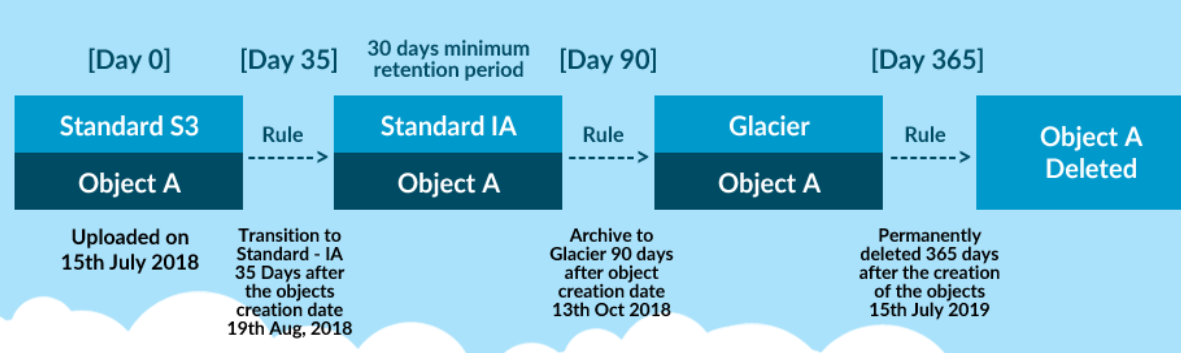 [Day 0]
[Day 35]
30 days minimum
retention period
[Day 90]
[Day 365]
Standard S3
Object A
Rule
Standard IA
Object A
Rule
Glacier
Object A
Rule
Object A
Deleted
Uploaded on
15th July 2018
Transition to
Standard - IA
35 Days after
the objects
creation date
19th Aug, 2018
Archive to
Glacier 90 days
after object
creation date
13th Oct 2018
Permanently
deleted 365 days
after the creation
of the objects
15th July 2019